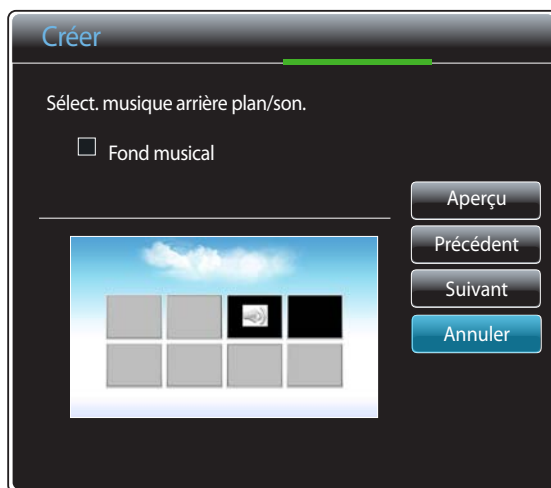 Créer
Sélect. musique arrière plan/son.
Fond musical
Aperçu
Précédent
Suivant
Annuler